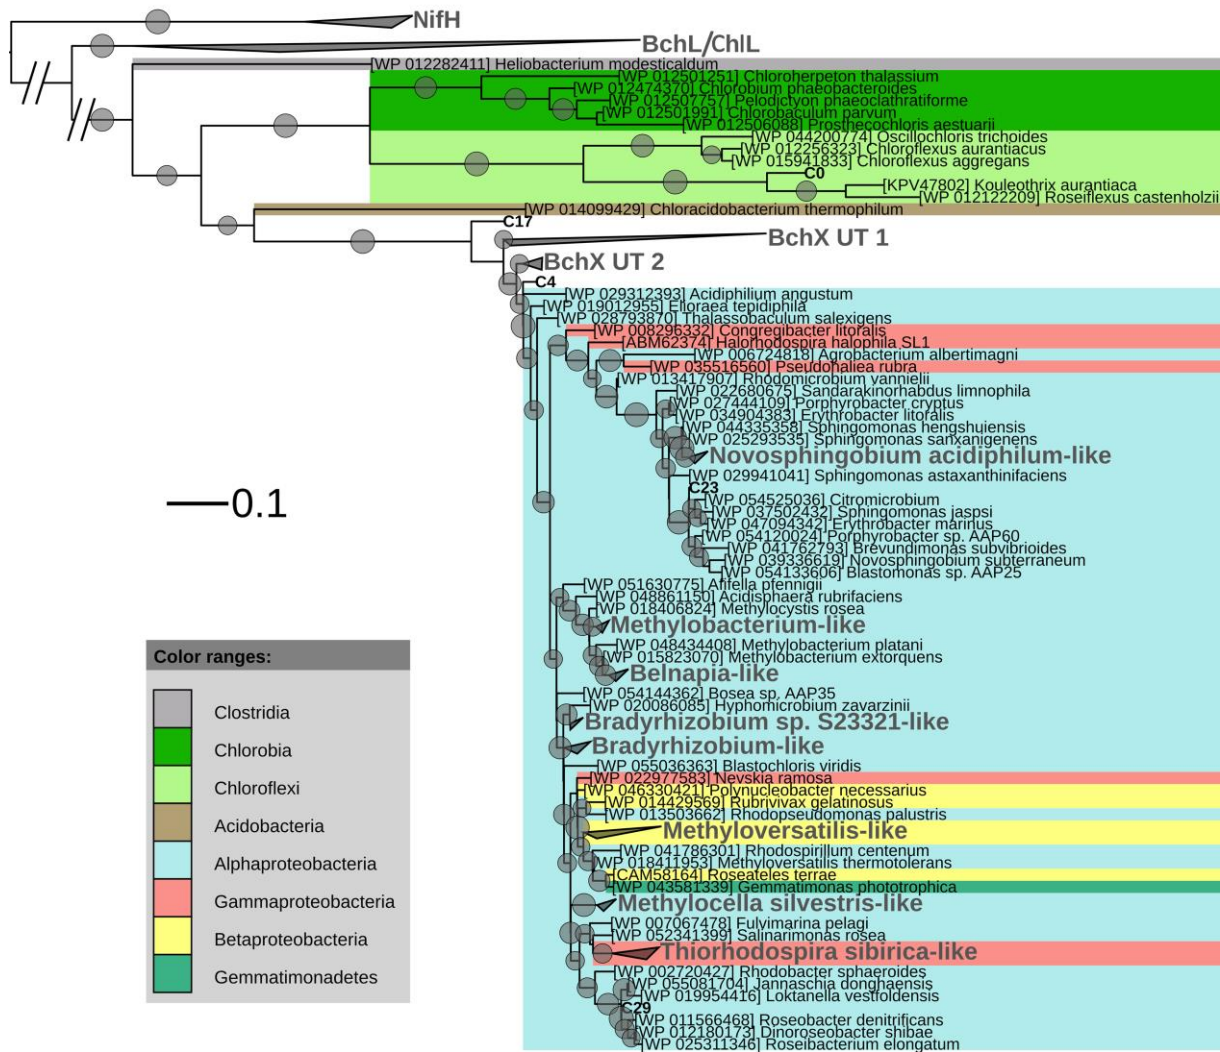 NifH
BchL/ChlL
[WP 012282411] Heliobacterium modesticaldum
[WP 012501251] Chloroherpeton thalassium
[WP 012474370] Chlorobium phaeobacteroides
[WP 012507757] Pelodictyon phaeoclathratiforme
[WP 012501991] Chlorobaculum parvum
[WP 012506088] Prosthecochloris aestuarii
[WP 044200774] Oscillochloris trichoides
[WP 012256323] Chloroflexus aurantiacus
[WP 015941833] Chloroflexus aggregans
C0
[KPV47802] Kouleothrix aurantiaca
[WP 012122209] Roseiflexus castenholzii
[WP 014099429] Chloracidobacterium thermophilum
C17
BchX UT 1
BchX UT 2
C4
[WP 029312393] Acidiphilium angustum
[WP 019012955] Elioraea tepidiphila
[WP 028793870] Thalassobaculum salexigens
[WP 008296332] Congregibacter litoralis
[ABM62374] Halorhodospira halophila SL1
[WP 006724818] Agrobacterium albertimagni
[WP 035516560] Pseudohaliea rubra
[WP 013417907] Rhodomicrobium vannielii
[WP 022680675] Sandarakinorhabdus limnophila
[WP 027444109] Porphyrobacter cryptus
[WP 034904383] Erythrobacter litoralis
[WP 044335358] Sphingomonas hengshuiensis
[WP 025293535] Sphingomonas sanxanigenens
Novosphingobium acidiphilum-like
[WP 029941041] Sphingomonas astaxanthinifaciens
C23
[WP 054525036] Citromicrobium
[WP 037502432] Sphingomonas jaspsi
[WP 047094342] Erythrobacter marinus
[WP 054120024] Porphyrobacter sp. AAP60
[WP 041762793] Brevundimonas subvibrioides
[WP 039336619] Novosphingobium subterraneum
[WP 054133606] Blastomonas sp. AAP25
0.1
[WP 051630775] Afifella pfennigii
[WP 048861150] Acidisphaera rubrifaciens
[WP 018406824] Methylocystis rosea
Methylobacterium-like
[WP 048434408] Methylobacterium platani
[WP 015823070] Methylobacterium extorquens
Belnapia-like
[WP 054144362] Bosea sp. AAP35
[WP 020086085] Hyphomicrobium zavarzinii
Bradyrhizobium sp. S23321-like
Bradyrhizobium-like
[WP 055036363] Blastochloris viridis
[WP 022977583] Nevskia ramosa
[WP 046330421] Polynucleobacter necessarius
[WP 014429569] Rubrivivax gelatinosus
[WP 013503662] Rhodopseudomonas palustris
Methyloversatilis-like
[WP 041786301] Rhodospirillum centenum
[WP 018411953] Methyloversatilis thermotolerans
[CAM58164] Roseateles terrae
[WP 043581339] Gemmatimonas phototrophica
Methylocella silvestris-like
[WP 007067478] Fulvimarina pelagi
[WP 052341399] Salinarimonas rosea
Thiorhodospira sibirica-like
[WP 002720427] Rhodobacter sphaeroides
[WP 055081704] Jannaschia donghaensis
[WP 019954416] Loktanella vestfoldensis
C29
[WP 011566468] Roseobacter denitrificans
[WP 012180173] Dinoroseobacter shibae
[WP 025311346] Roseibacterium elongatum
Color ranges:
Clostridia
Chlorobia
Chloroflexi
Acidobacteria
Alphaproteobacteria
Gammaproteobacteria
Betaproteobacteria
Gemmatimonadetes